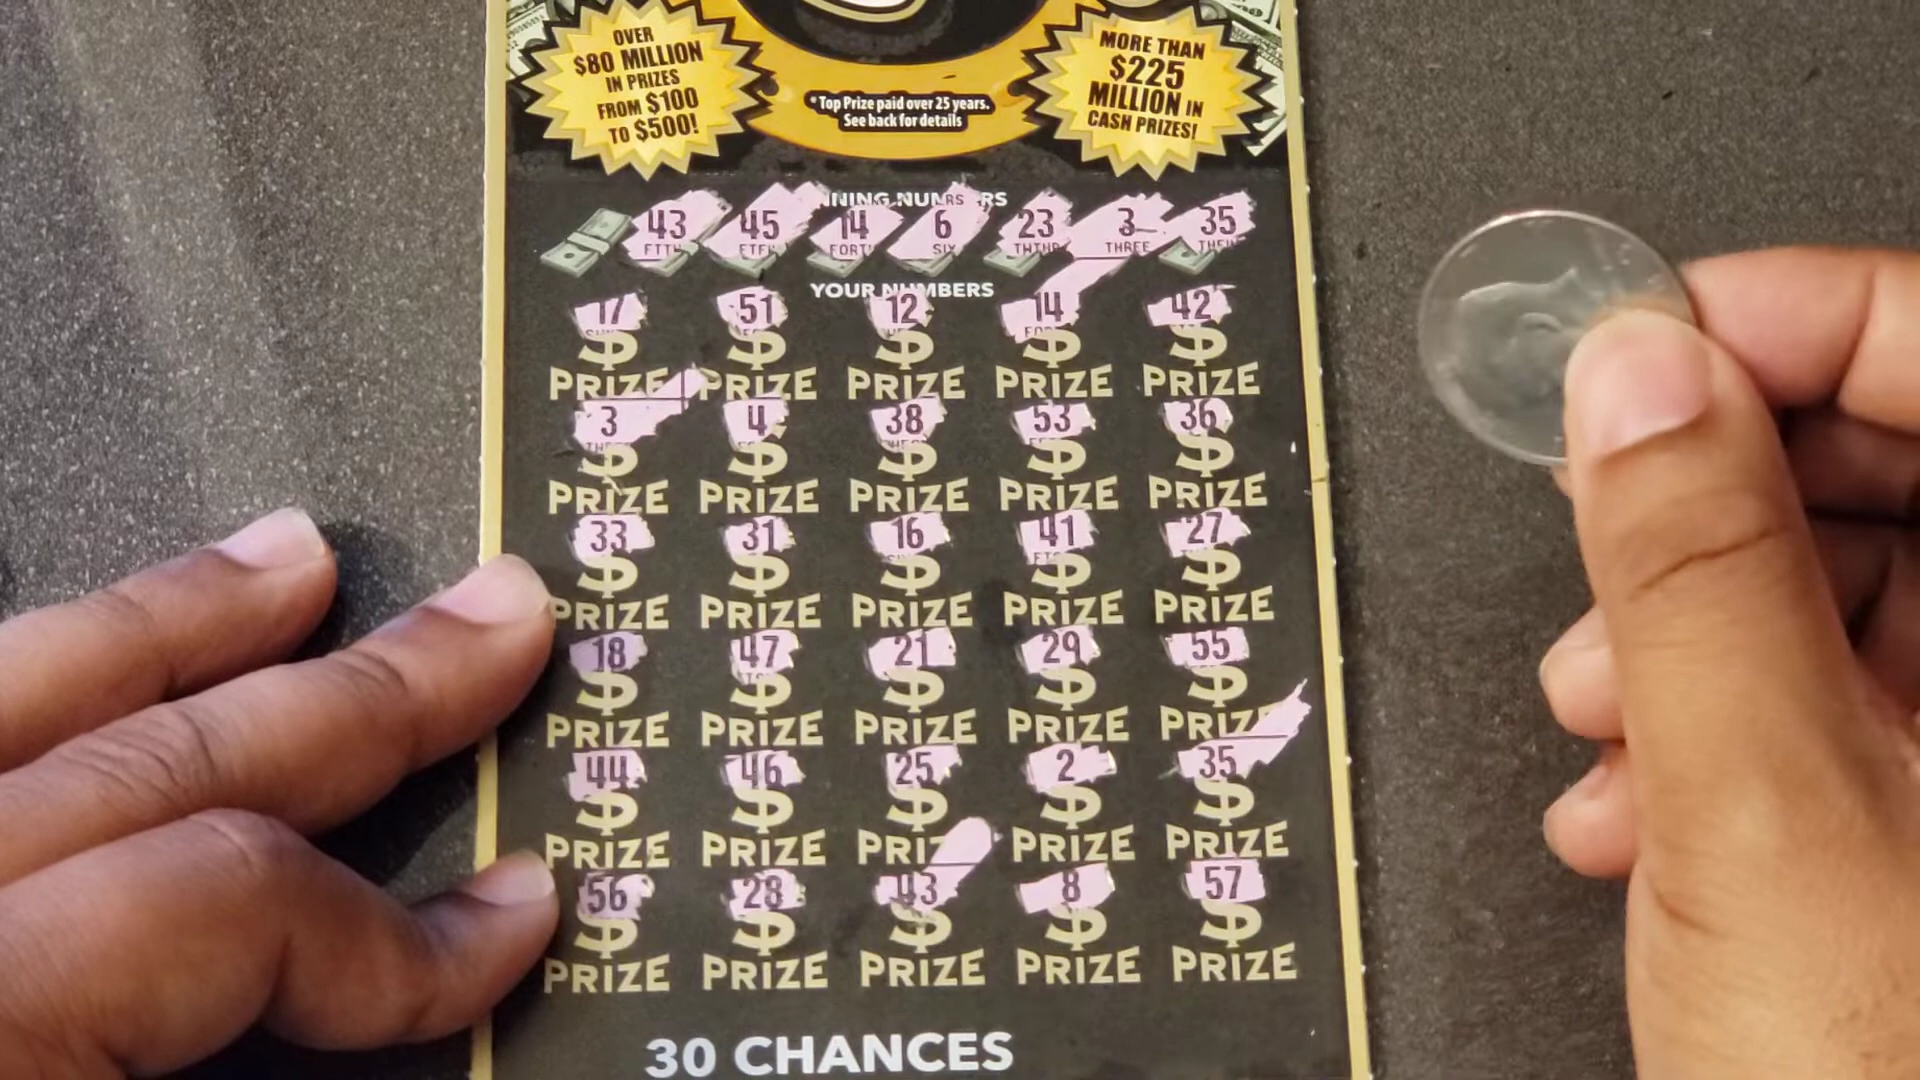 OVER
$80 MILLION
IN PRIZES
FROM $100
TO $500!
* Top Prize paid over 25 years.
See back for details
MORE THAN
$225
MILLION IN
CASH PRIZES!
43 45 14 6 23 3 35
SIX THREE
YOUR NUMBERS
17 51 12 14 42
$ $ $ $ $
PRIZE PRIZE PRIZE PRIZE PRIZE
3 4 38 53 36
$ $ $ $ $
PRIZE PRIZE PRIZE PRIZE PRIZE
33 31 16 41 27
$ $ $ $ $
PRIZE PRIZE PRIZE PRIZE PRIZE
18 47 21 29 55
$ $ $ $ $
PRIZE PRIZE PRIZE PRIZE PRIZE
44 46 25 2 35
$ $ $ $ $
PRIZE PRIZE PRIZE PRIZE PRIZE
56 28 43 8 57
$ $ $ $ $
PRIZE PRIZE PRIZE PRIZE PRIZE
30 CHANCES